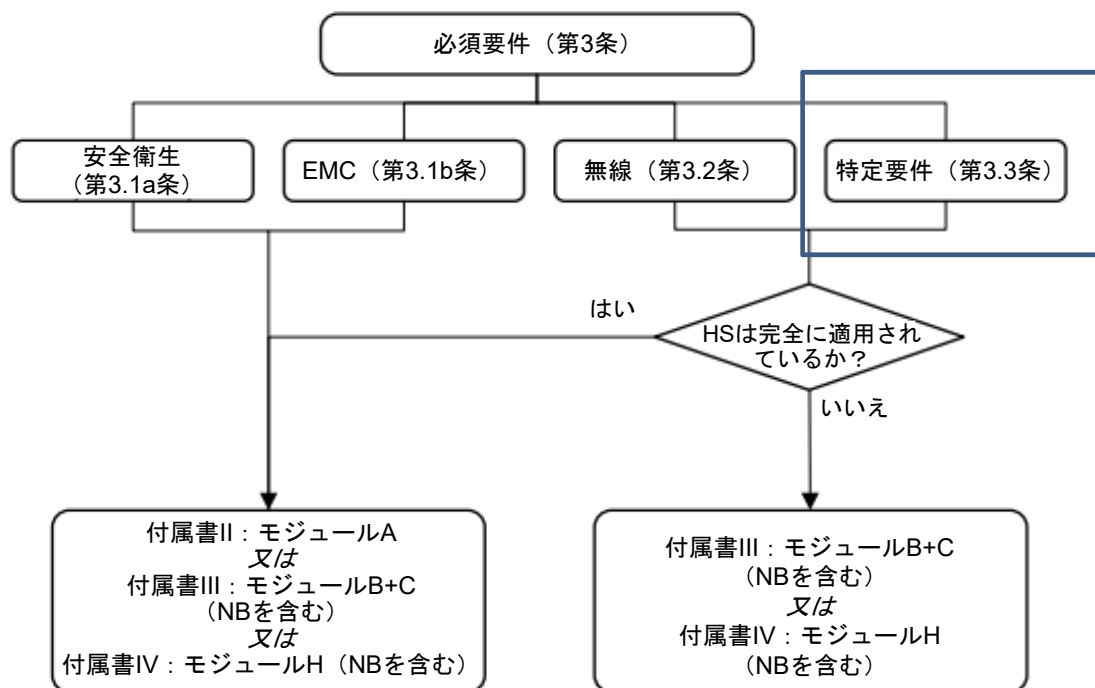 必須要件（第3条）
安全衛生
（第3.1a条）
EMC（第3.1b条）
無線（第3.2条）
特定要件（第3.3条）
はい
HSは完全に適用され
ているか？
いいえ
付属書II：モジュールA
又は
付属書III：モジュールB+C
（NBを含む）
又は
付属書IV：モジュールH（NBを含む）
付属書III：モジュールB+C
（NBを含む）
又は
付属書IV：モジュールH
（NBを含む）